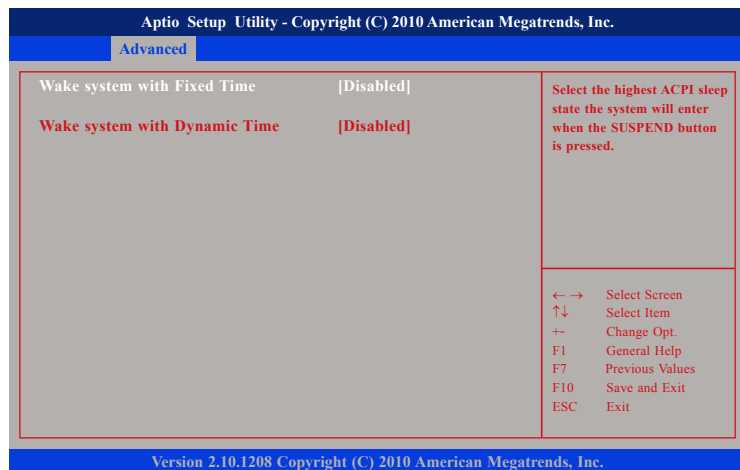 Aptio Setup Utility - Copyright (C) 2010 American Megatrends, Inc.
Advanced
Wake system with Fixed Time [Disabled]
Wake system with Dynamic Time [Disabled]
Select the highest ACPI sleep
state the system will enter
when the SUSPEND button
is pressed.
←→ Select Screen
↑↓ Select Item
+- Change Opt.
F1 General Help
F7 Previous Values
F10 Save and Exit
ESC Exit
Version 2.10.1208 Copyright (C) 2010 American Megatrends, Inc.